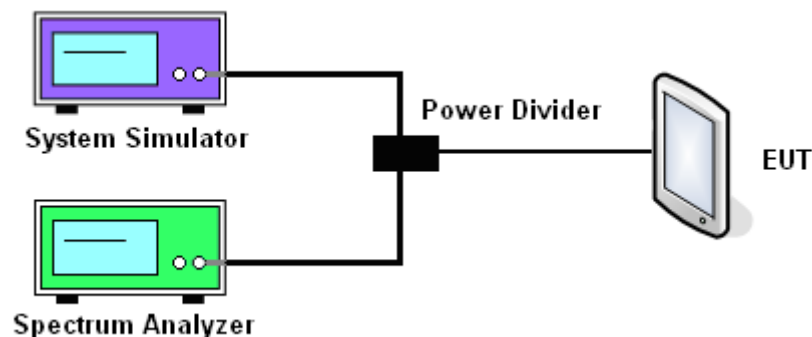 System Simulator
Power Divider
EUT
Spectrum Analyzer